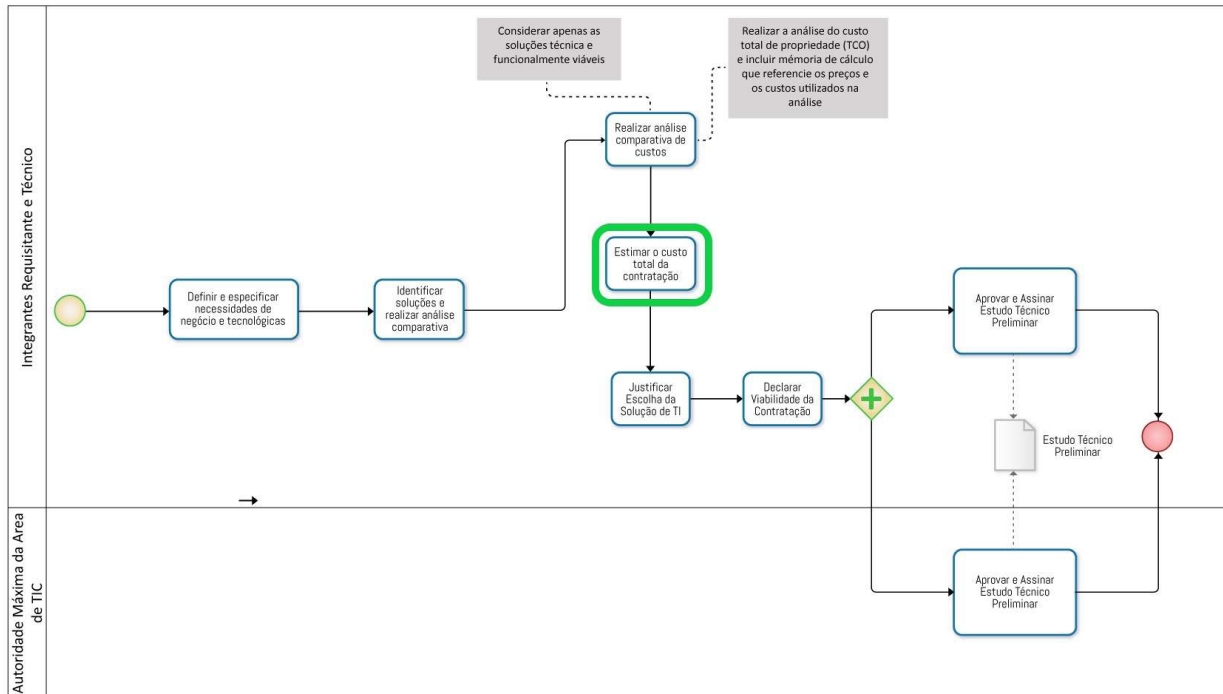 Integrantes Requisitante e Técnico
Considerar apenas as
soluções técnica e
funcionalmente viáveis
Realizar a análise do custo
total de propriedade (TCO)
e incluir mémoria de cálculo
que referencie os preços e
os custos utilizados na
análise
Realizar análise
comparativa de
custos
Estimar o custo
total da
contratação
Definir e especificar
necessidades de
negócio e tecnológicas
Identificar
soluções e
realizar análise
comparativa
Justificar
Escolha da
Solução de TI
Declarar
Viabilidade da
Contratação
Aprovar e Assinar
Estudo Técnico
Preliminar
Estudo Técnico
Preliminar
Autoridade Máxima da Area
de TIC
Aprovar e Assinar
Estudo Técnico
Preliminar